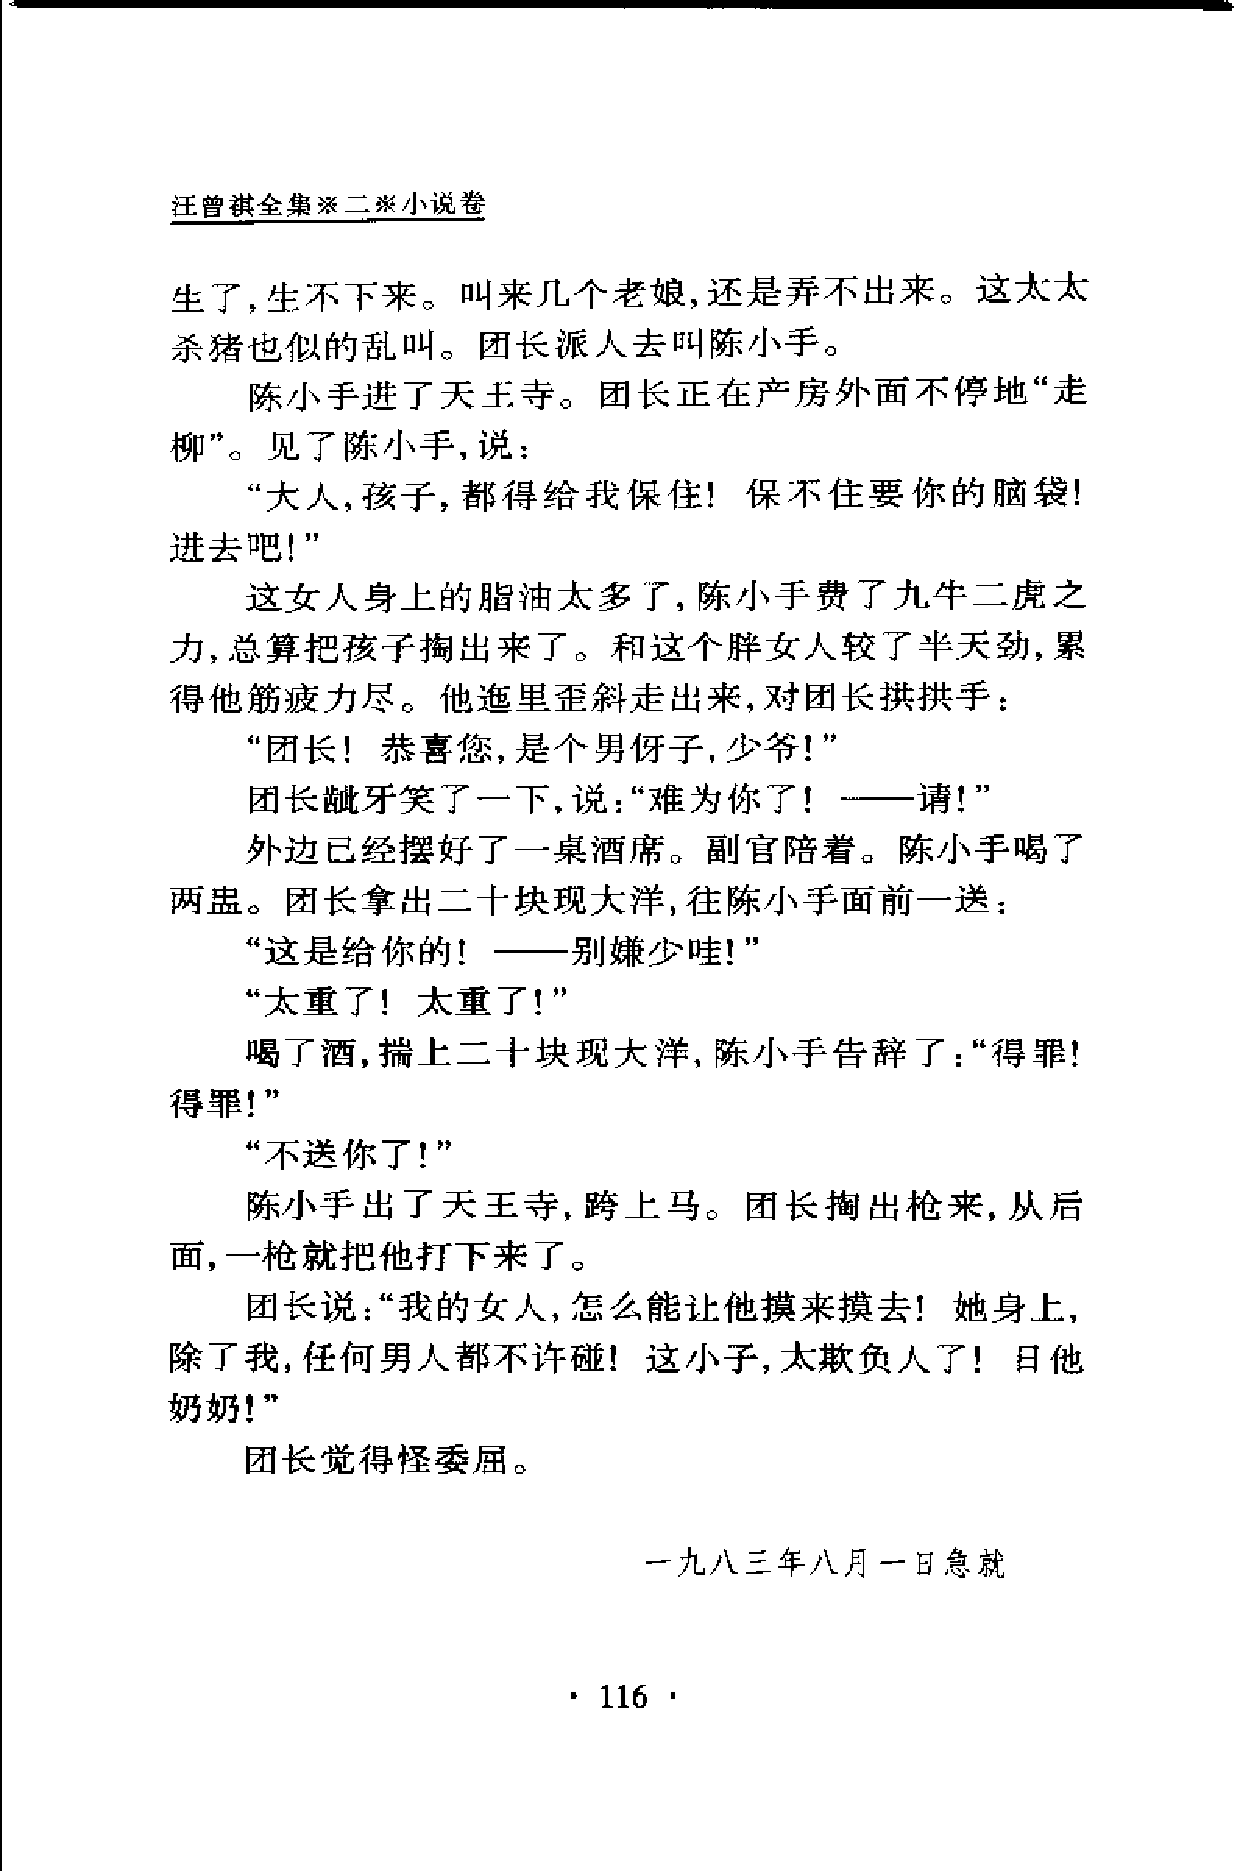 汪曾祺全集※二※小说卷
生了,生不下来。叫来几个老娘,还是弄不出来。这太太
杀猪也似的乱叫。团长派人去叫陈小手。
陈小手进了天王寺。团长正在产房外面不停地“走
柳”。见了陈小手,说:
“大人,孩子,都得给我保住! 保不住要你的脑袋!
进去吧!”
这女人身上的脂油太多了,陈小手费了九牛二虎之
力,总算把孩子掏出来了。和这个胖女人较了半天劲,累
得他筋疲力尽。他迤里歪斜走出来,对团长拱拱手:
“团长! 恭喜您,是个男伢子,少爷!”
团长龇牙笑了一下,说:“难为你了! ——请!”
外边已经摆好了一桌酒席。副官陪着。陈小手喝了
两盅。团长拿出二十块现大洋,往陈小手面前一送:
“这是给你的! ——别嫌少哇!”
“太重了! 太重了!”
喝了酒,揣上二十块现大洋,陈小手告辞了:“得罪!
得罪!”
“不送你了!”
陈小手出了天王寺,跨上马。团长掏出枪来,从后
面,一枪就把他打下来了。
团长说:“我的女人,怎么能让他摸来摸去! 她身上,
除了我,任何男人都不许碰! 这小子,太欺负人了! 日他
奶奶!”
团长觉得怪委屈。
一九八三年八月一日急就
· 116 ·